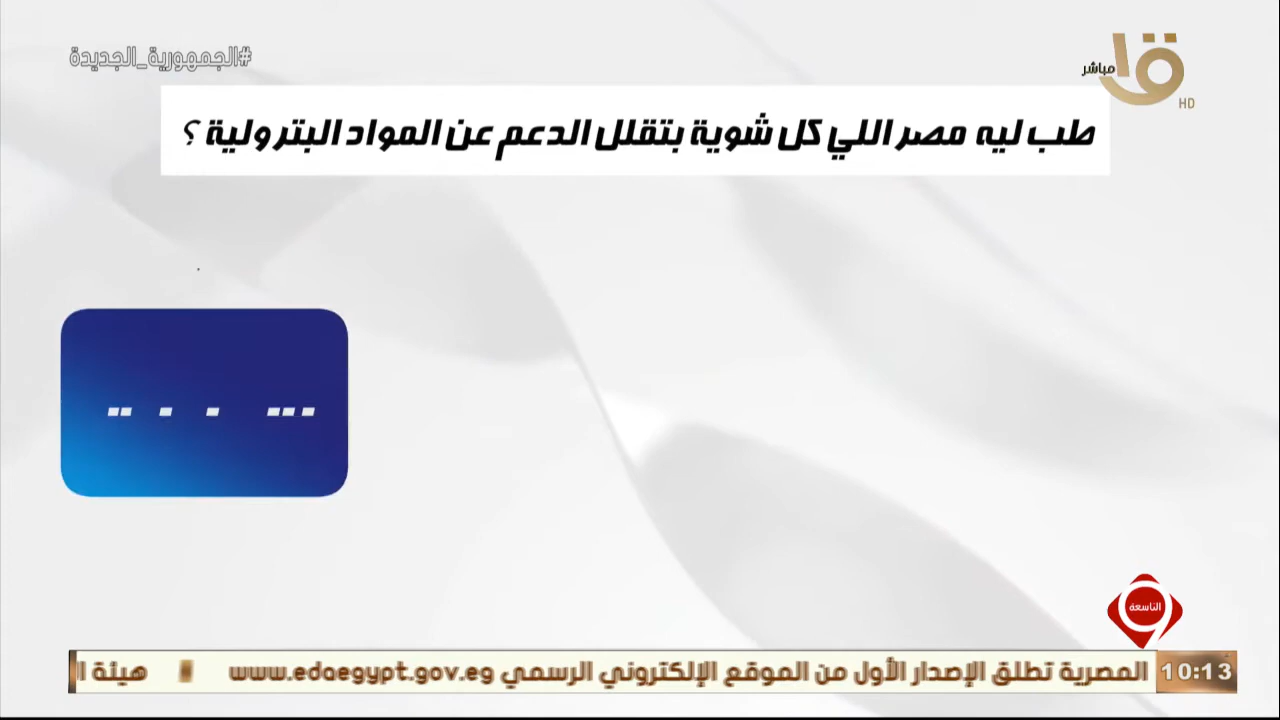 #الجمهورية_الجديدة
مباشر
HD
طب ليه مصر اللي كل شوية بتقلل الدعم عن المواد البترولية ؟
التاسعة
10:13
المصرية تطلق الإصدار الأول من الموقع الإلكتروني الرسمي www.edaegypt.gov.eg
هيئة